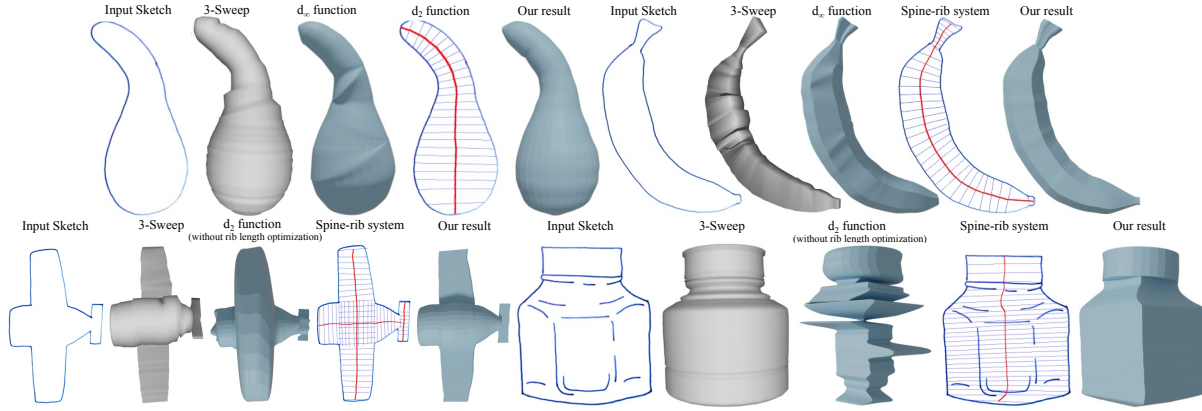 Input Sketch 3-Sweep d∞ function d₂ function Our result Input Sketch 3-Sweep d∞ function Spine-rib system Our result
Input Sketch 3-Sweep d₂ function Spine-rib system Our result Input Sketch 3-Sweep d₂ function Spine-rib system Our result
(without rib length optimization) (without rib length optimization)